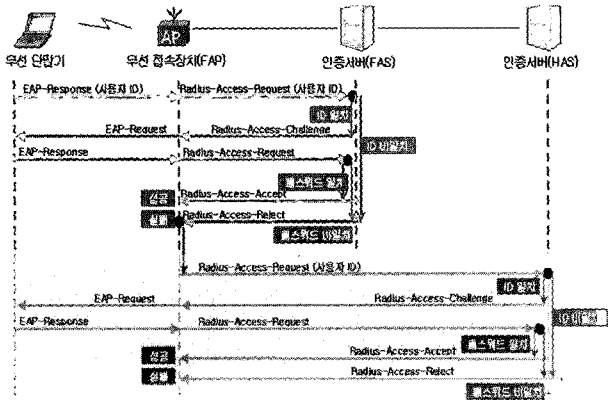 AP
무선 단말기
무선 접속장치(FAP)
인증서버(FAS)
인증서버(HAS)
EAP-Response (사용자 ID)
Radius-Access-Request (사용자 ID)
ID 일치
EAP-Request
Radius-Access-Challenge
ID 비일치
EAP-Response
Radius-Access-Request
패스워드 일치
성공
Radius-Access-Accept
실패
Radius-Access-Reject
패스워드 비일치
Radius-Access-Request (사용자 ID)
ID 일치
EAP-Request
Radius-Access-Challenge
ID 비일치
EAP-Response
Radius-Access-Request
패스워드 일치
성공
Radius-Access-Accept
실패
Radius-Access-Reject
패스워드 비일치